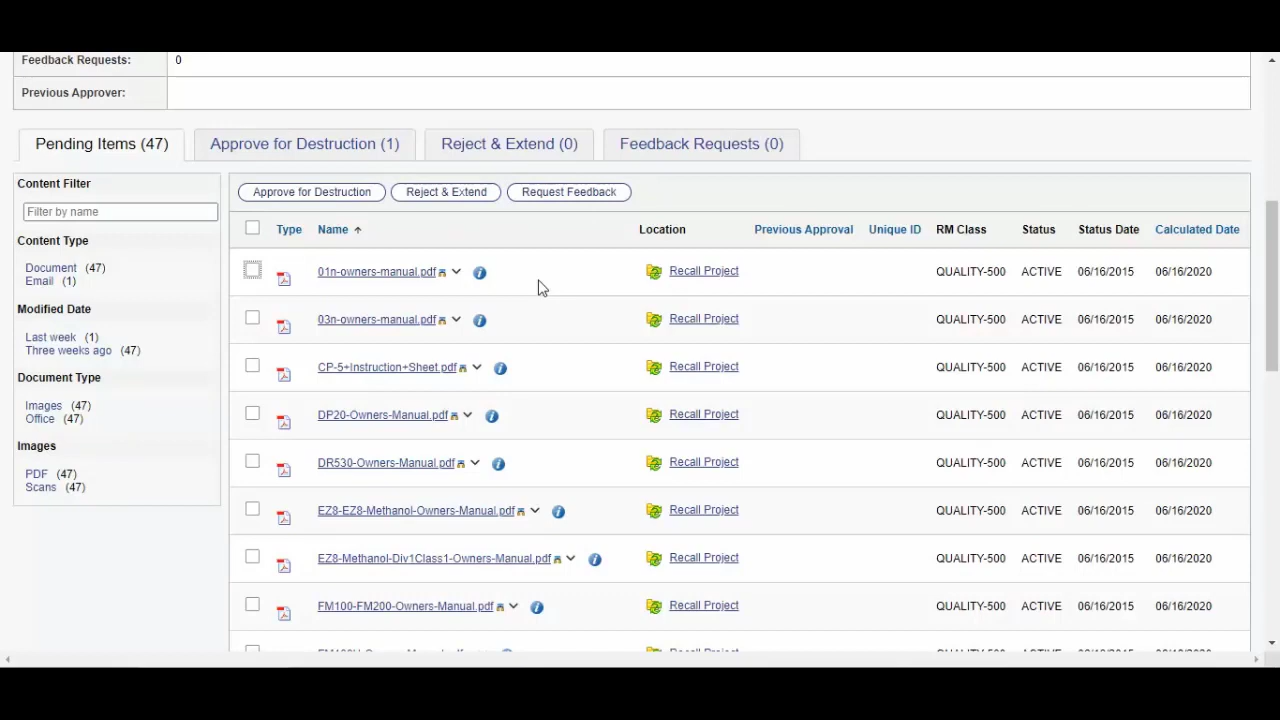 Feedback Requests: 0
Previous Approver:
Pending Items (47) Approve for Destruction (1) Reject & Extend (0) Feedback Requests (0)
Content Filter
Filter by name
Content Type
Document (47)
Email (1)
Modified Date
Last week (1)
Three weeks ago (47)
Document Type
Images (47)
Office (47)
Images
PDF (47)
Scans (47)
Approve for Destruction Reject & Extend Request Feedback
Type Name Location Previous Approval Unique ID RM Class Status Status Date Calculated Date
01n-owners-manual.pdf Recall Project QUALITY-500 ACTIVE 06/16/2015 06/16/2020
03n-owners-manual.pdf Recall Project QUALITY-500 ACTIVE 06/16/2015 06/16/2020
CP-5+Instruction+Sheet.pdf Recall Project QUALITY-500 ACTIVE 06/16/2015 06/16/2020
DP20-Owners-Manual.pdf Recall Project QUALITY-500 ACTIVE 06/16/2015 06/16/2020
DR530-Owners-Manual.pdf Recall Project QUALITY-500 ACTIVE 06/16/2015 06/16/2020
EZ8-EZ8-Methanol-Owners-Manual.pdf Recall Project QUALITY-500 ACTIVE 06/16/2015 06/16/2020
EZ8-Methanol-Div1Class1-Owners-Manual.pdf Recall Project QUALITY-500 ACTIVE 06/16/2015 06/16/2020
FM100-FM200-Owners-Manual.pdf Recall Project QUALITY-500 ACTIVE 06/16/2015 06/16/2020